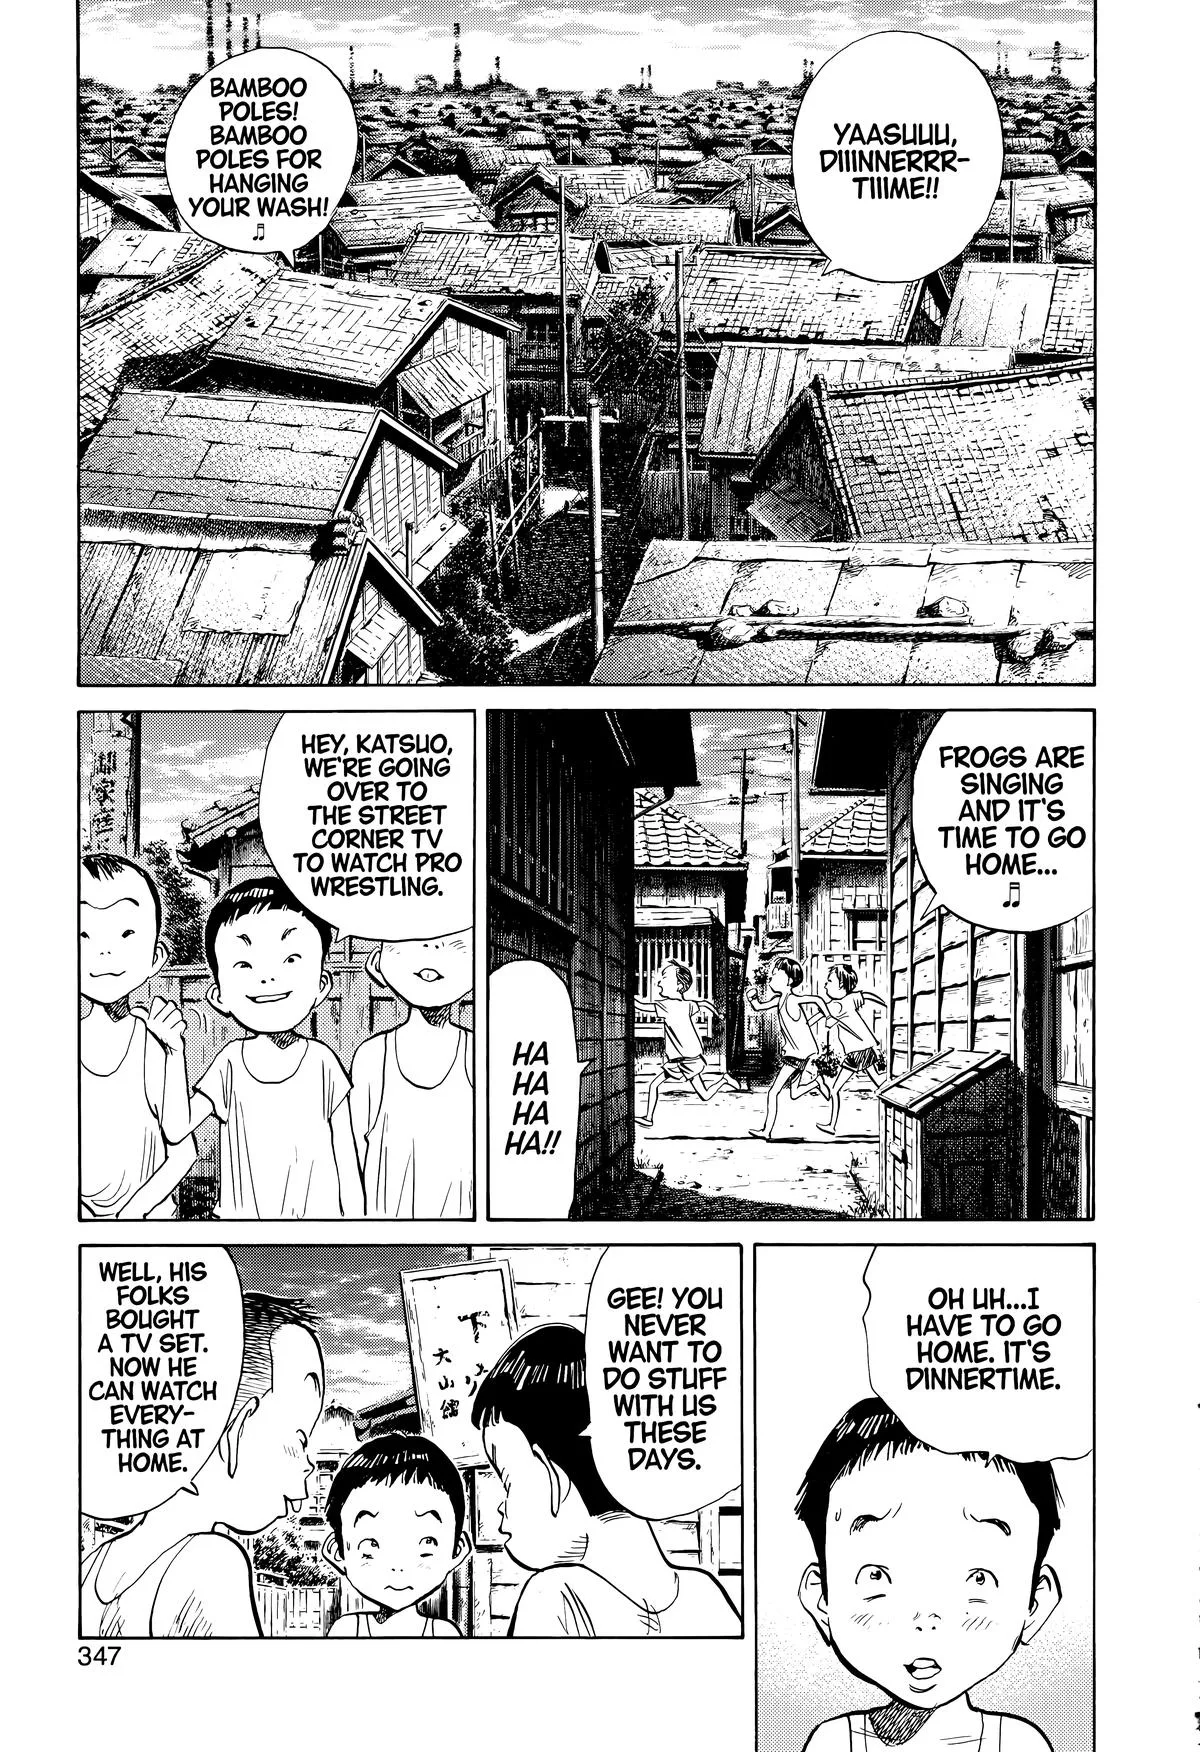 YAASUUU,
DIIINNERRR-
TIIIME!!
BAMBOO
POLES!
BAMBOO
POLES FOR
HANGING
YOUR WASH!
♬
FROGS ARE
SINGING
AND IT'S
TIME TO GO
HOME...
♬
HA
HA
HA
HA!!
HEY, KATSUO,
WE'RE GOING
OVER TO
THE STREET
CORNER TV
TO WATCH PRO
WRESTLING.
OH UH...I
HAVE TO GO
HOME. IT'S
DINNERTIME.
GEE! YOU
NEVER
WANT TO
DO STUFF
WITH US
THESE
DAYS.
大山館
WELL, HIS
FOLKS
BOUGHT
A TV SET.
NOW HE
CAN WATCH
EVERY-
THING AT
HOME.
347